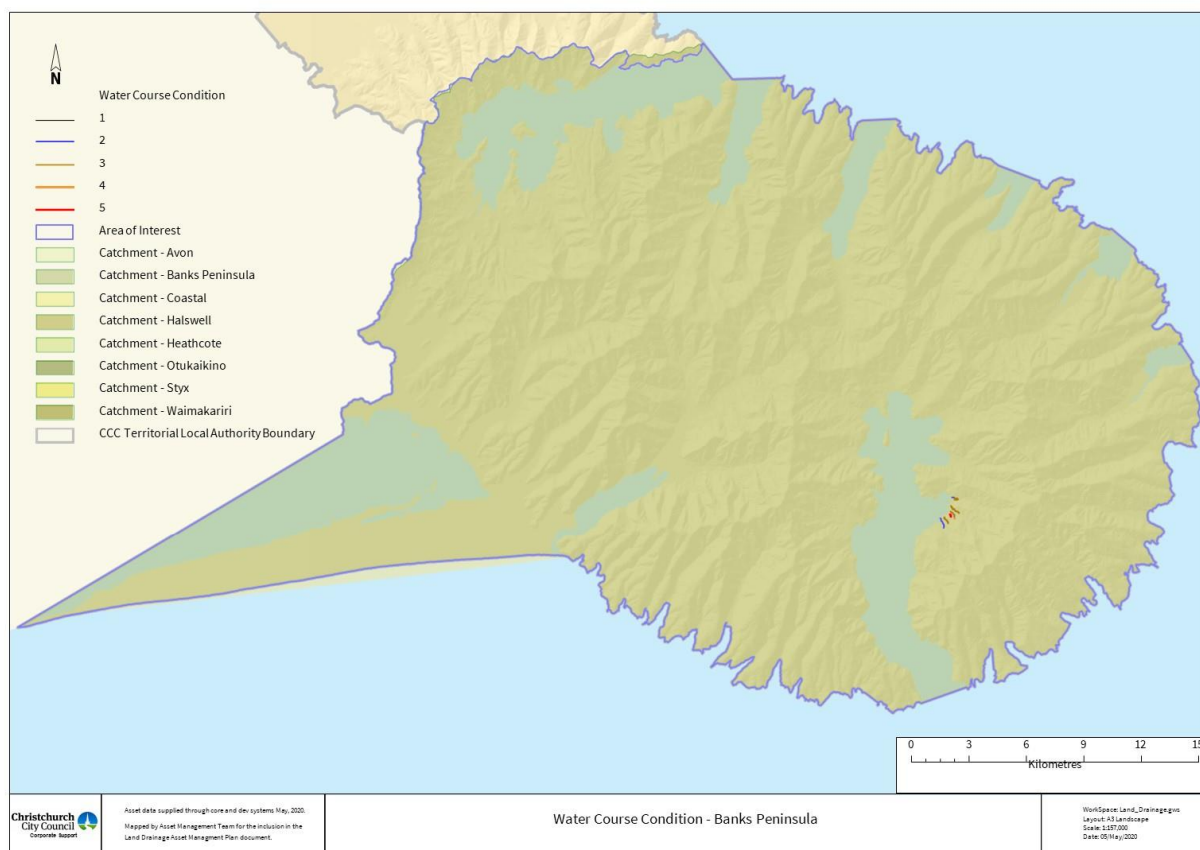 N
Water Course Condition
1
2
3
4
5
Area of Interest
Catchment - Avon
Catchment - Banks Peninsula
Catchment - Coastal
Catchment - Halswell
Catchment - Heathcote
Catchment - Otukaikino
Catchment - Styx
Catchment - Waimakariri
CCC Territorial Local Authority Boundary
0 3 6 9 12 15
Kilometres
Christchurch
City Council
Corporate Support
Asset data supplied through core and dev systems May, 2020.
Mapped by Asset Management Team for the inclusion in the
Land Drainage Asset Managment Plan document.
Water Course Condition - Banks Peninsula
WorkSpace: Land_Drainage.gws
Layout: A3 Landscape
Scale: 1:157,000
Date: 05/May/2020